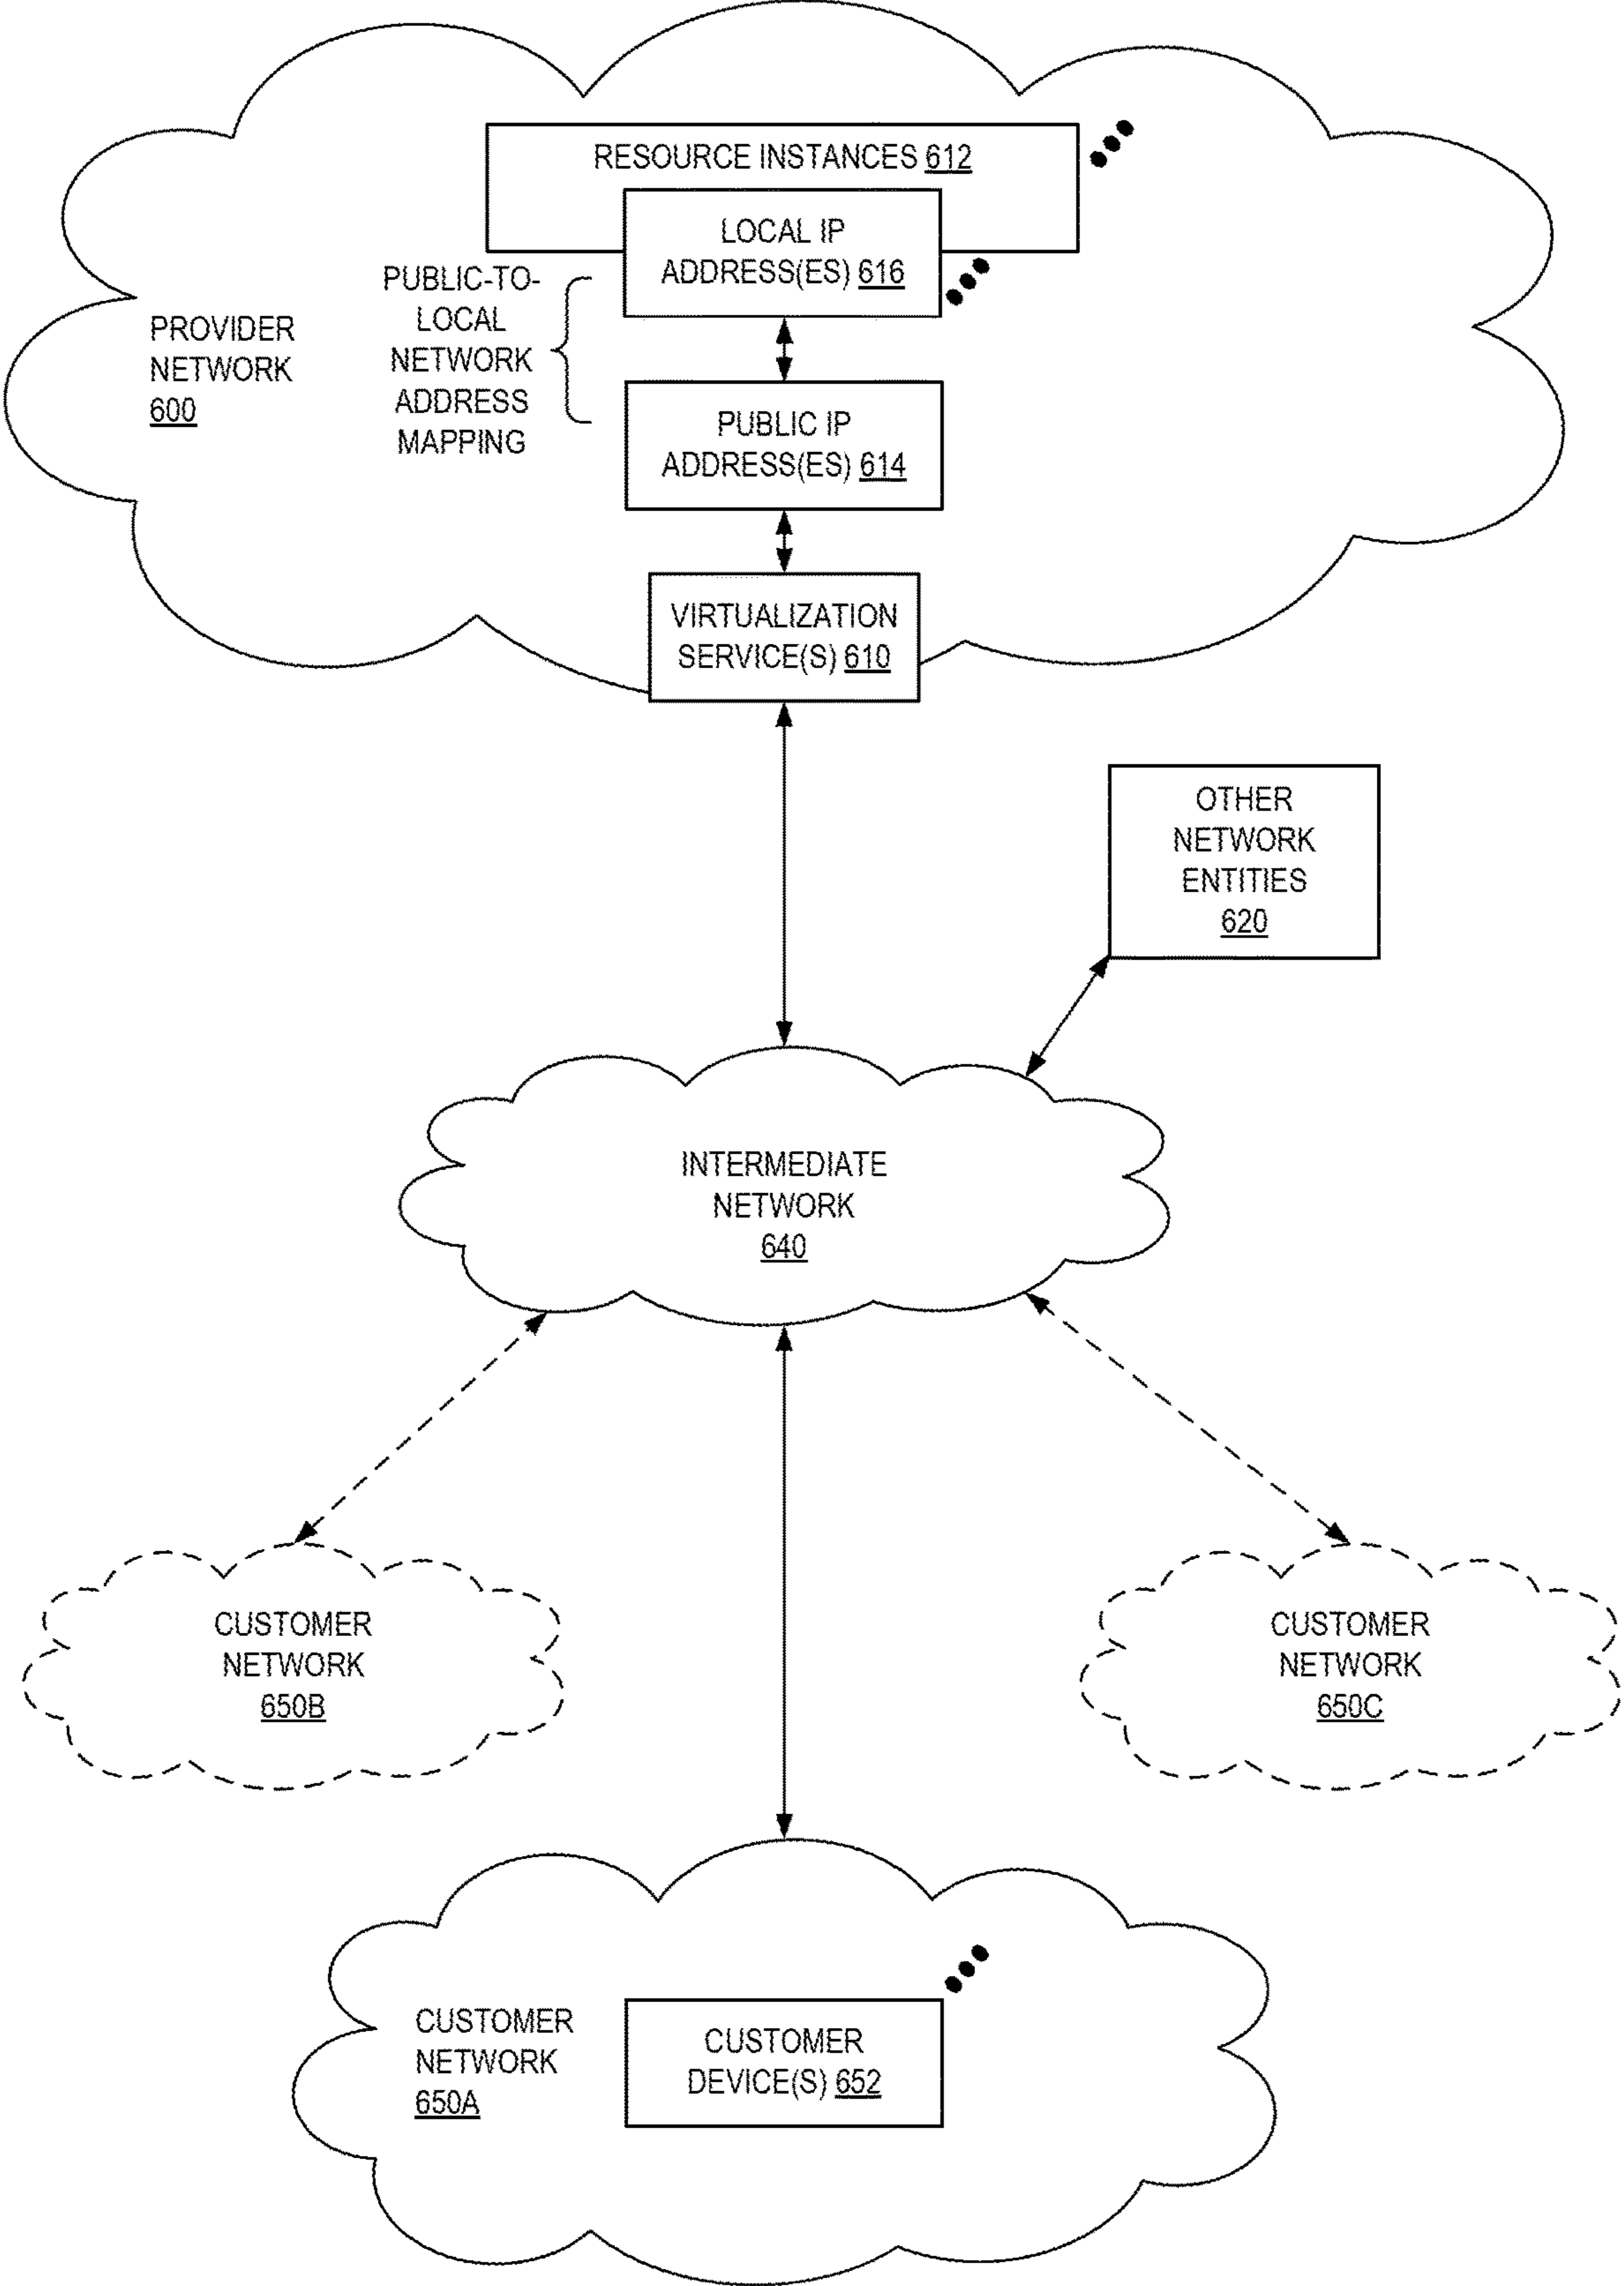 RESOURCE INSTANCES 612
LOCAL IP
ADDRESS(ES) 616
PUBLIC-TO-
LOCAL
NETWORK
ADDRESS
MAPPING
PROVIDER
NETWORK
600
PUBLIC IP
ADDRESS(ES) 614
VIRTUALIZATION
SERVICE(S) 610
OTHER
NETWORK
ENTITIES
620
INTERMEDIATE
NETWORK
640
CUSTOMER
NETWORK
650B
CUSTOMER
NETWORK
650C
CUSTOMER
NETWORK
650A
CUSTOMER
DEVICE(S) 652